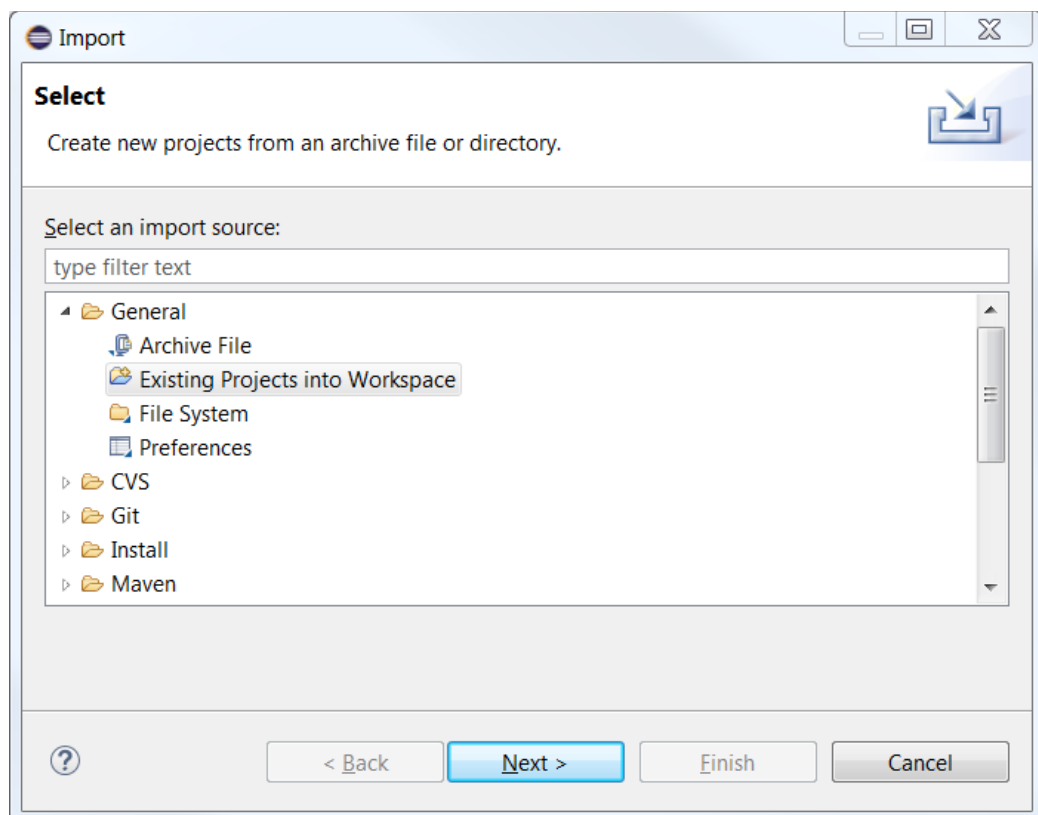 Import
Select
Create new projects from an archive file or directory.
Select an import source:
type filter text
General
Archive File
Existing Projects into Workspace
File System
Preferences
CVS
Git
Install
Maven
? < Back Next > Finish Cancel